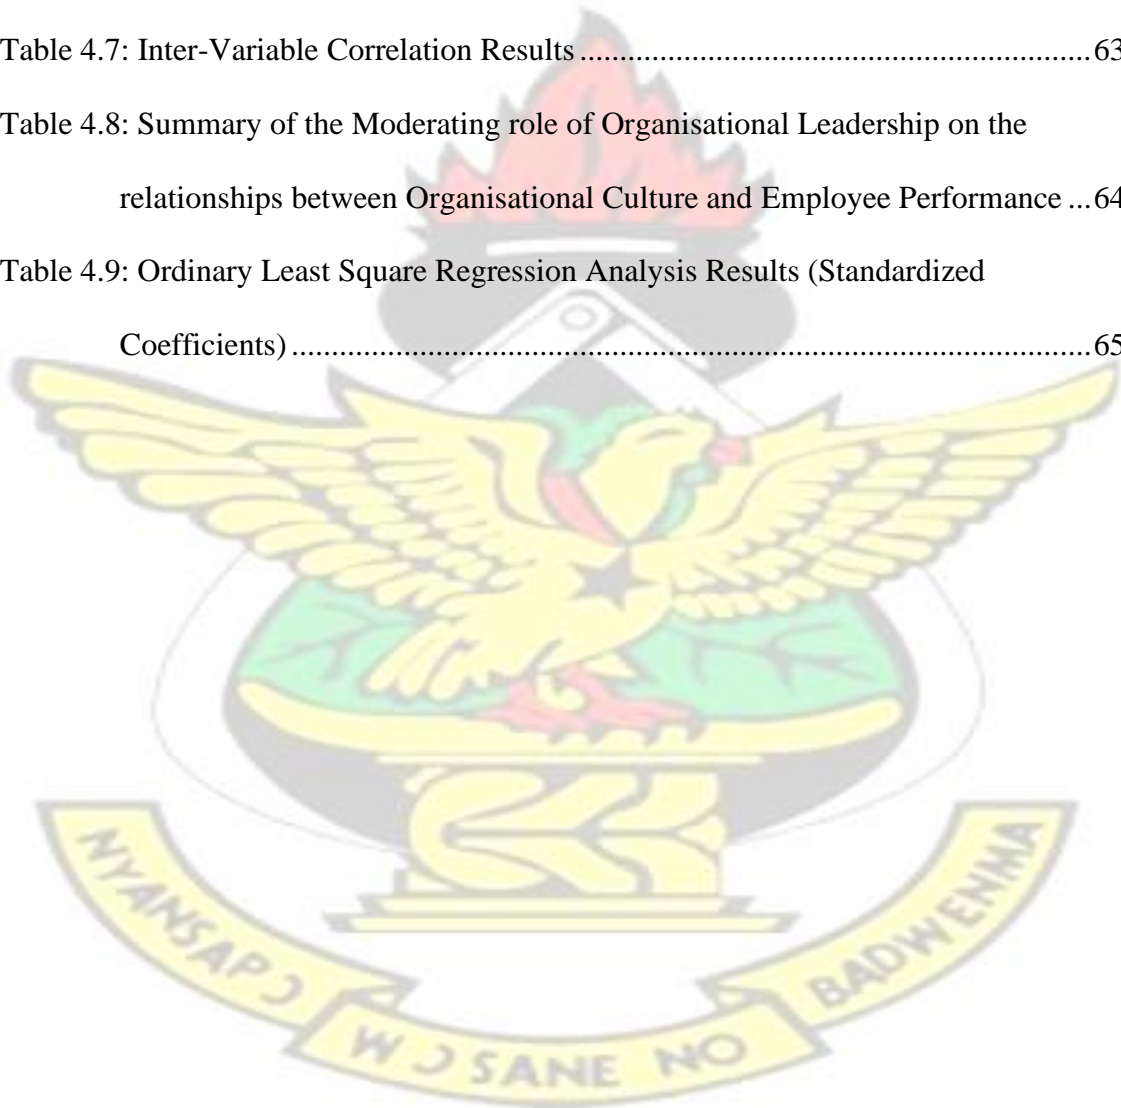 Table 4.7: Inter-Variable Correlation Results ................................................................ 63
Table 4.8: Summary of the Moderating role of Organisational Leadership on the
relationships between Organisational Culture and Employee Performance ... 64
Table 4.9: Ordinary Least Square Regression Analysis Results (Standardized
Coefficients) .................................................................................................... 65
NYANSAPƆ
WƆSANE NO
BADWENMA